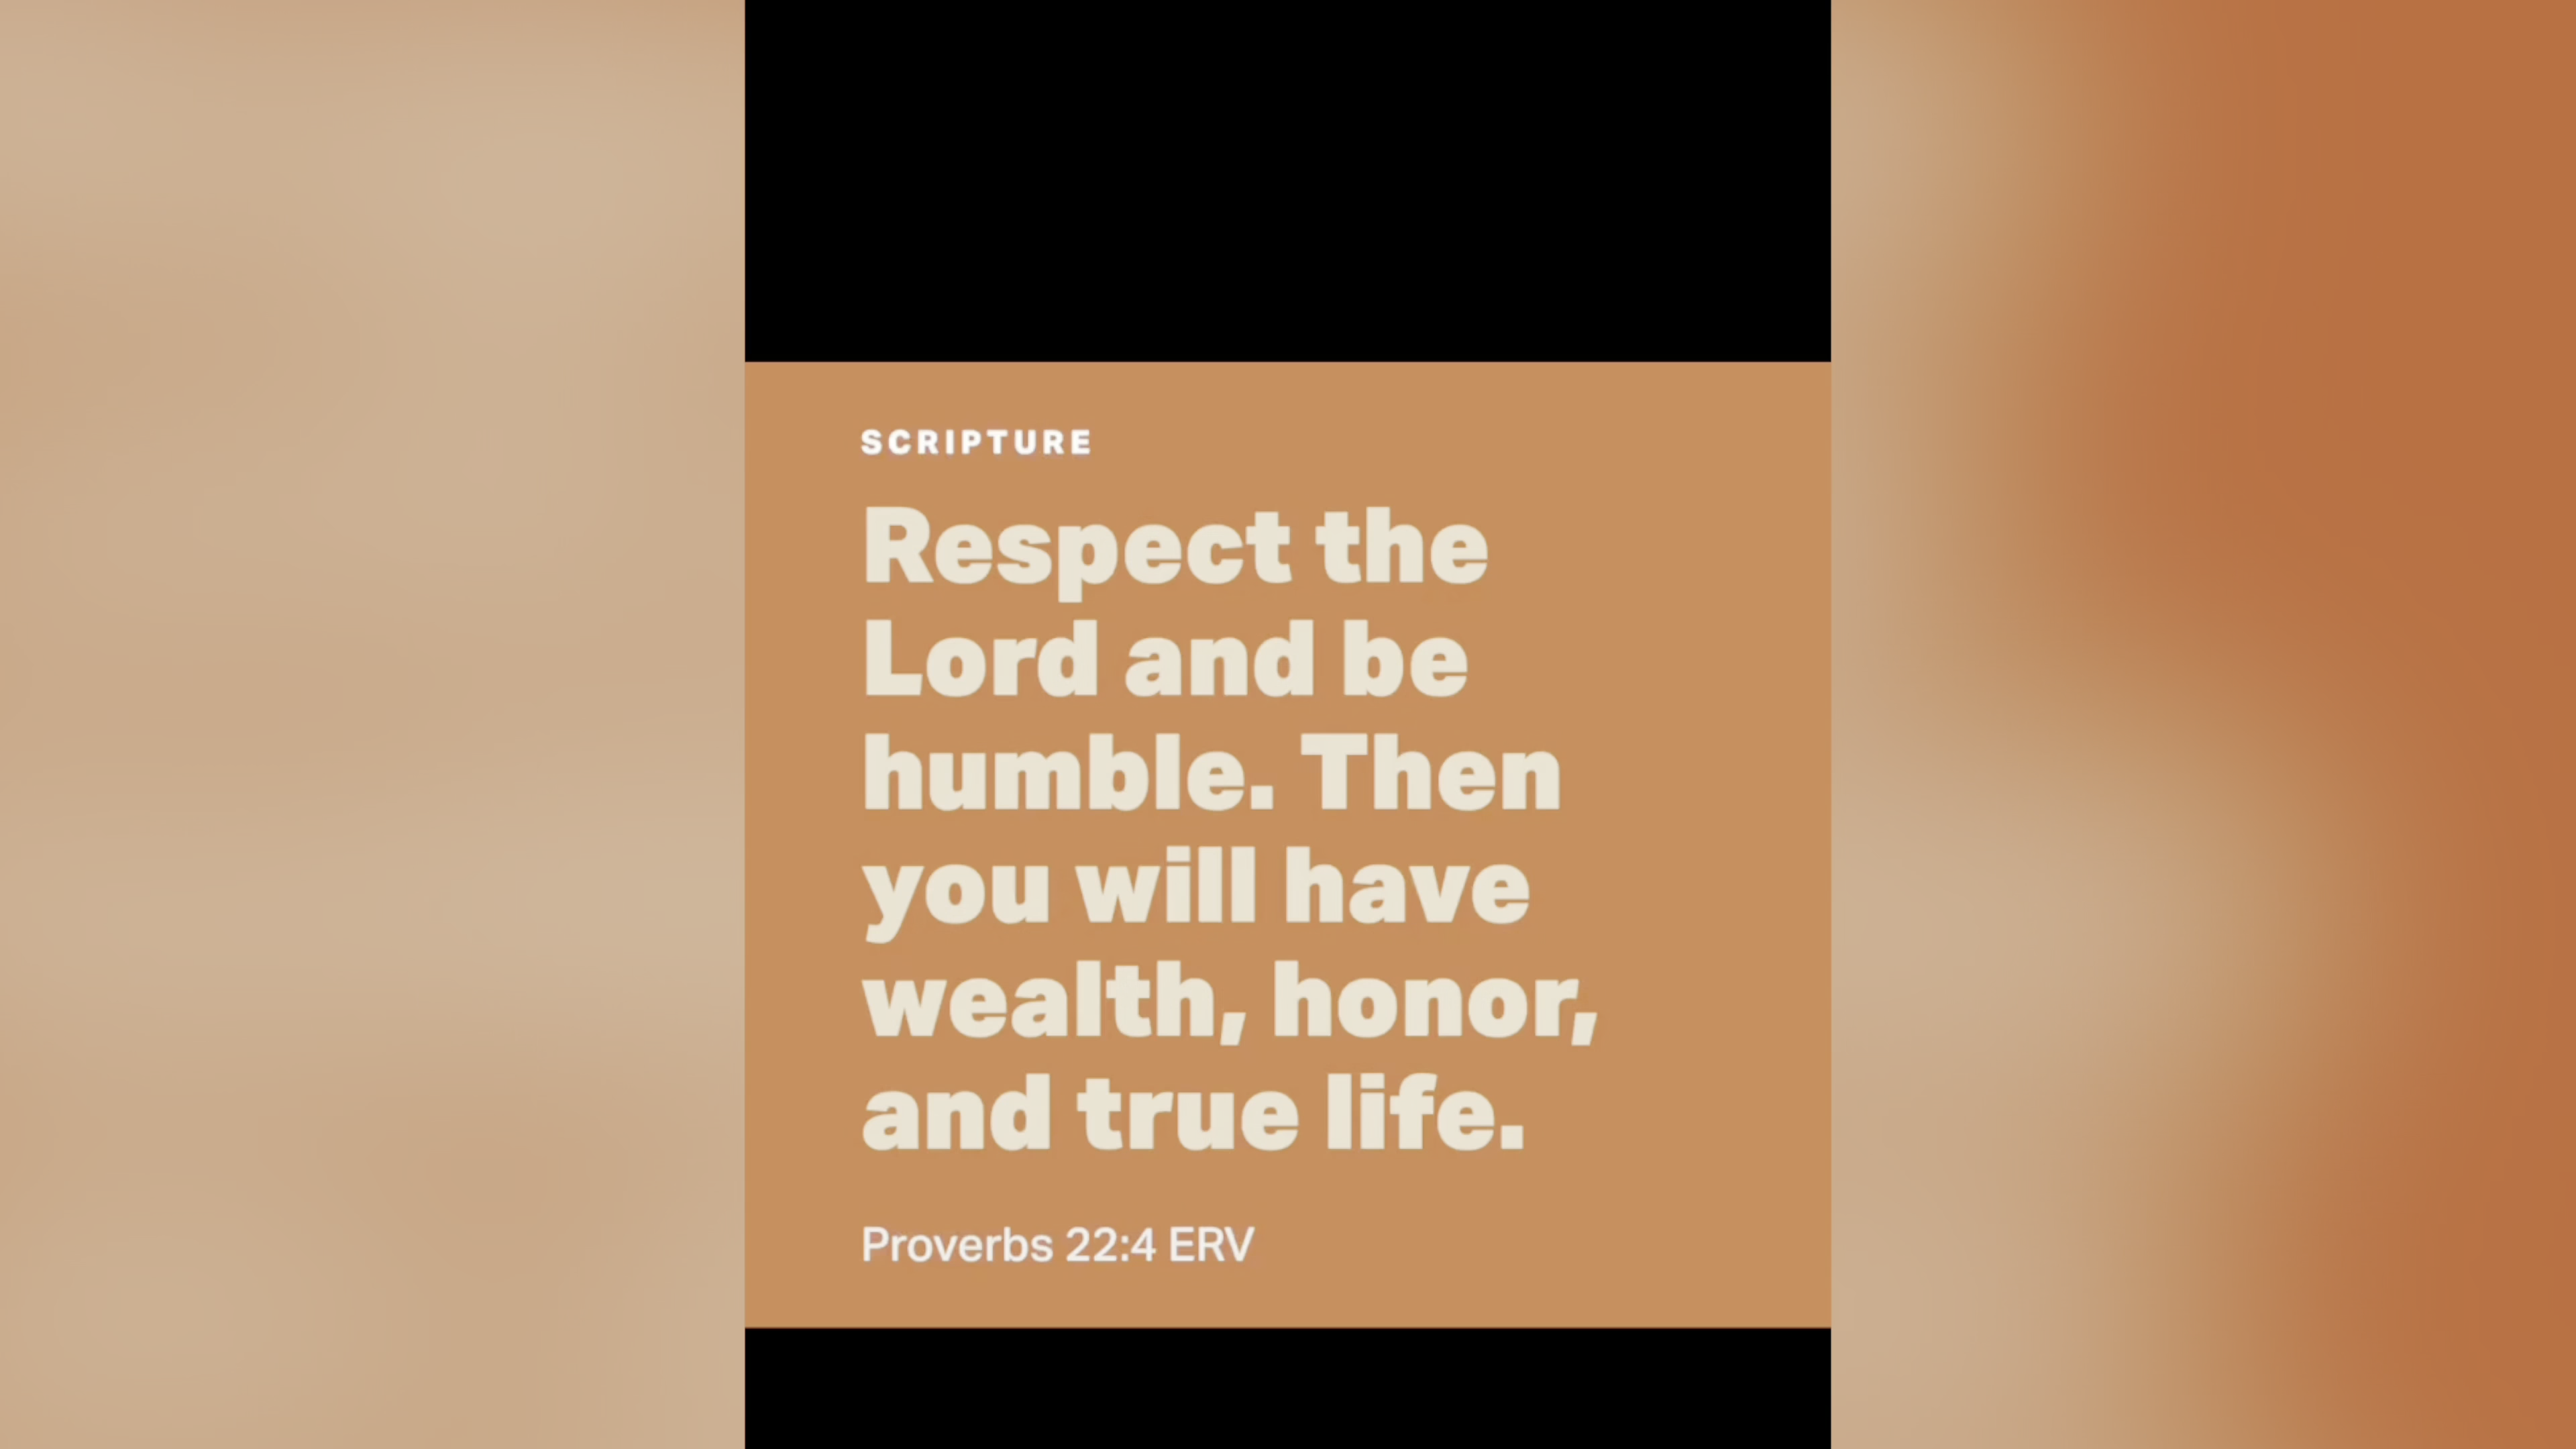 SCRIPTURE
Respect the
Lord and be
humble. Then
you will have
wealth, honor,
and true life.
Proverbs 22:4 ERV